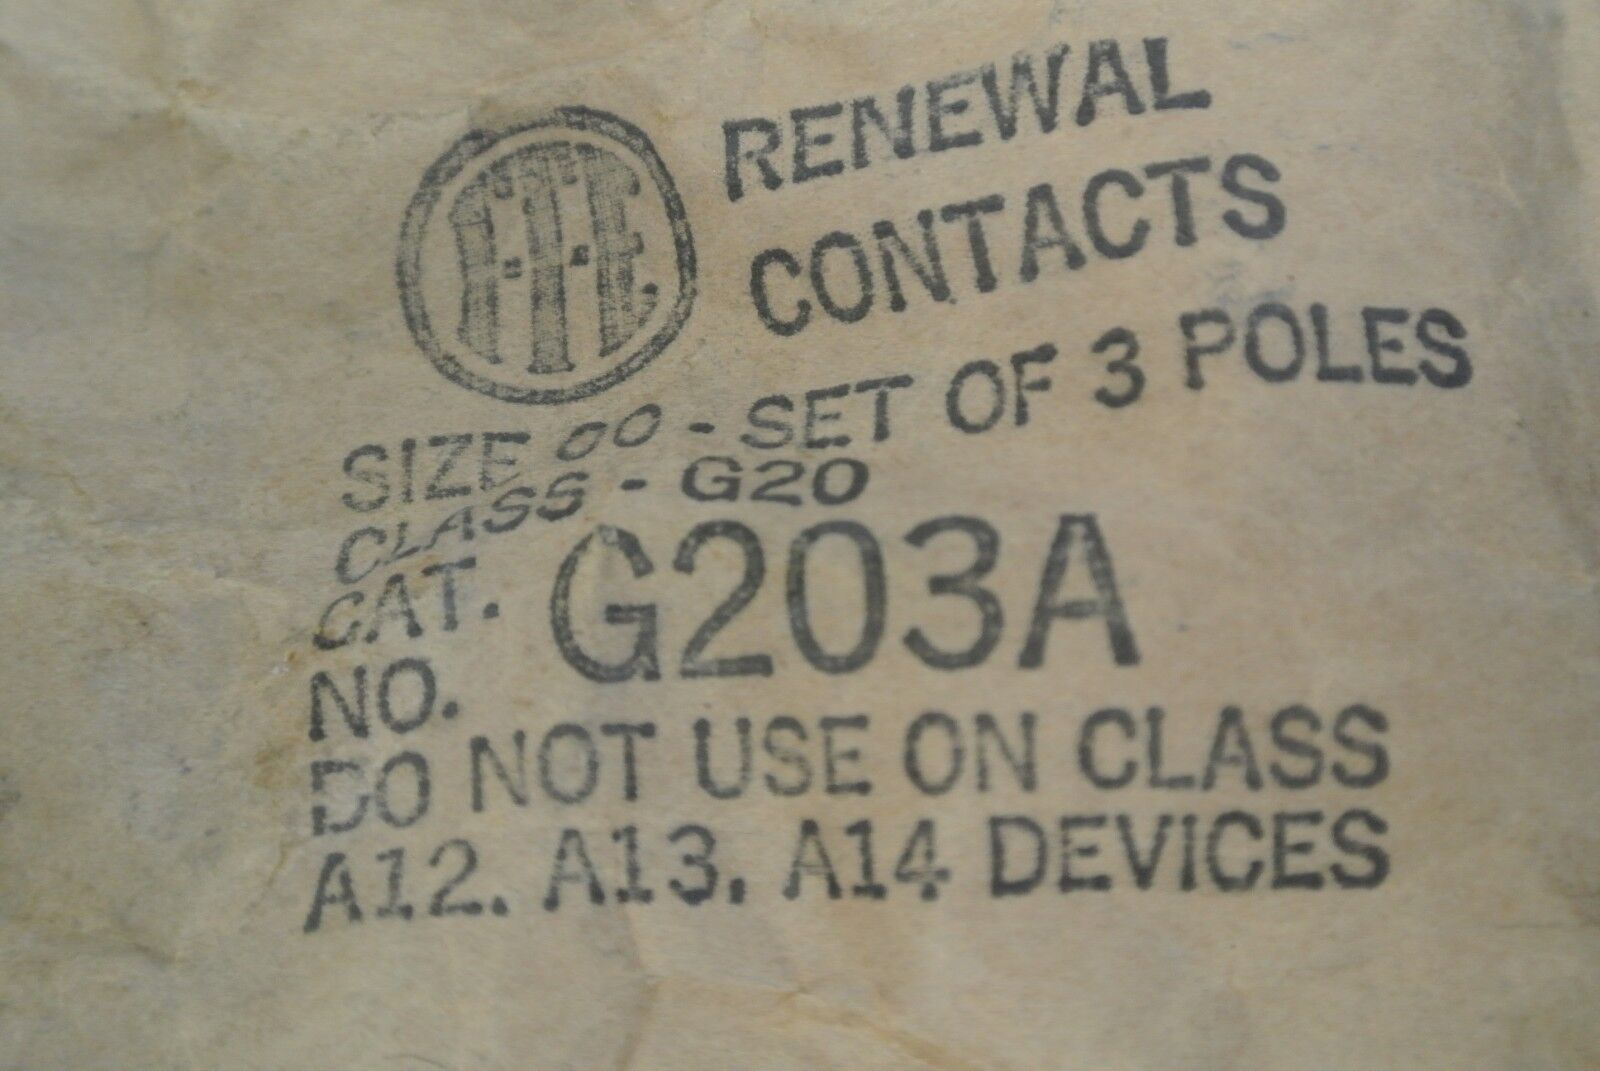 I-T-E
RENEWAL
CONTACTS
SIZE 00 - SET OF 3 POLES
CLASS - G20
CAT.
NO. G203A
DO NOT USE ON CLASS
A12. A13. A14 DEVICES